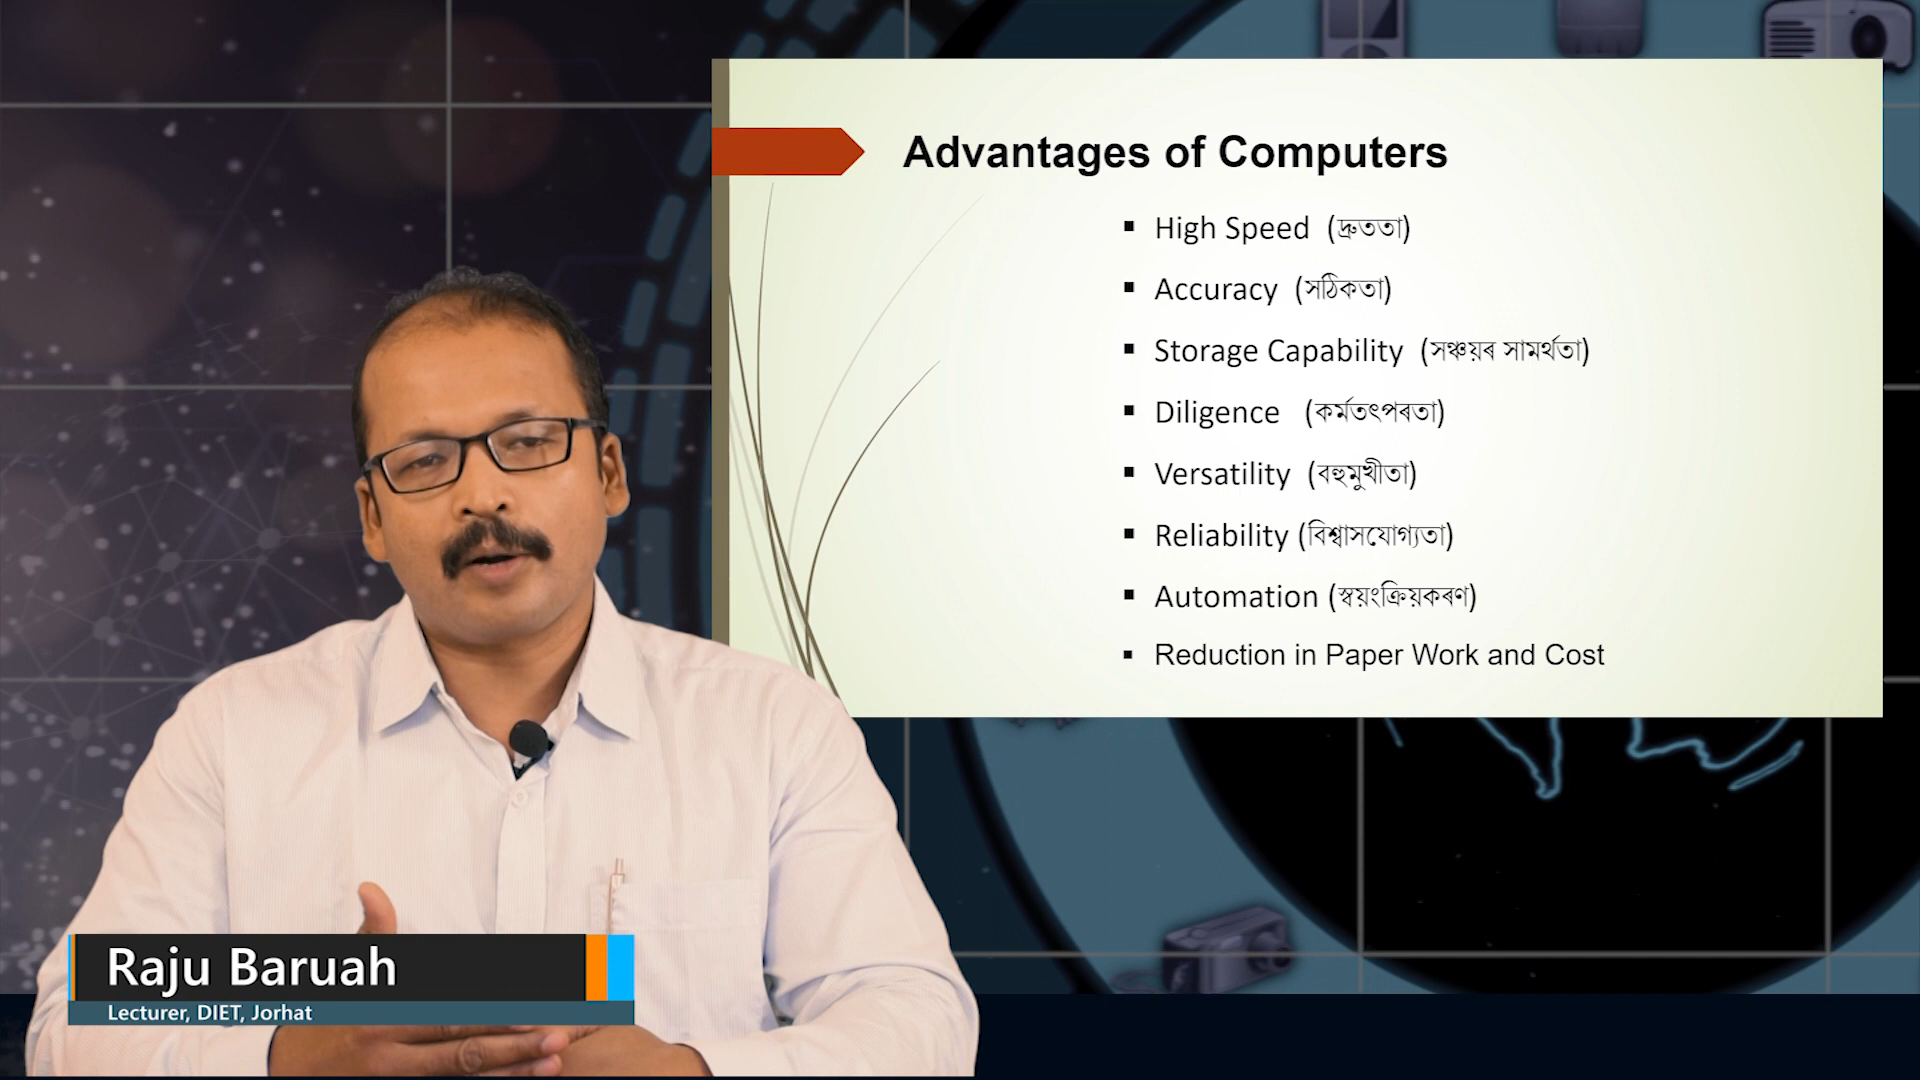 Advantages of Computers
▪ High Speed (দ্ৰুততা)
▪ Accuracy (সঠিকতা)
▪ Storage Capability (সঞ্চয়ৰ সামৰ্থতা)
▪ Diligence (কৰ্মতৎপৰতা)
▪ Versatility (বহুমুখীতা)
▪ Reliability (বিশ্বাসযোগ্যতা)
▪ Automation (স্বয়ংক্ৰিয়কৰণ)
▪ Reduction in Paper Work and Cost
Raju Baruah
Lecturer, DIET, Jorhat